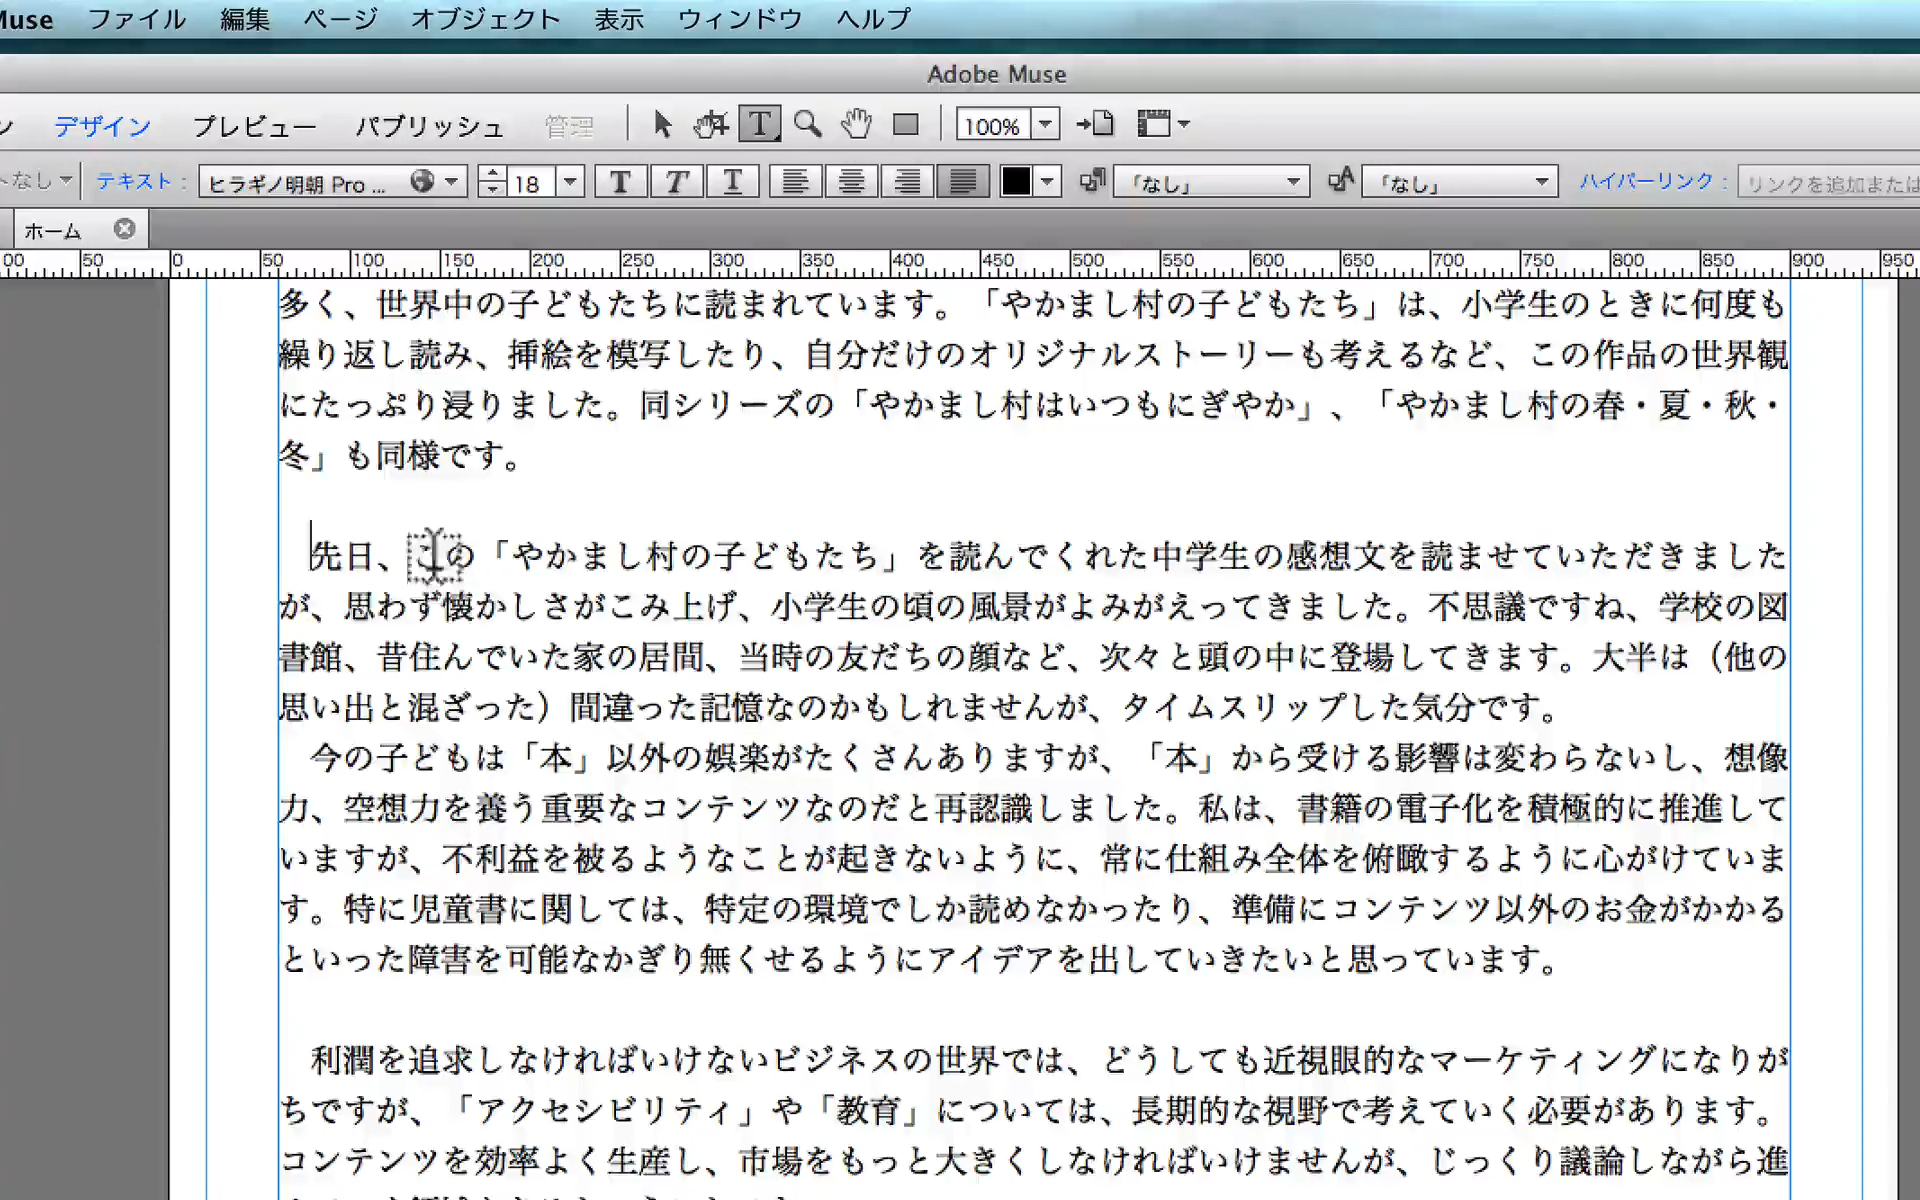 Muse ファイル 編集 ページ オブジェクト 表示 ウィンドウ ヘルプ
Adobe Muse
デザイン プレビュー パブリッシュ 管理 100%
なし テキスト： ヒラギノ明朝 Pro ... 18 「なし」 「なし」 ハイパーリンク： リンクを追加または
ホーム
00 50 0 50 100 150 200 250 300 350 400 450 500 550 600 650 700 750 800 850 900 950
多く、世界中の子どもたちに読まれています。「やかまし村の子どもたち」は、小学生のときに何度も
繰り返し読み、挿絵を模写したり、自分だけのオリジナルストーリーも考えるなど、この作品の世界観
にたっぷり浸りました。同シリーズの「やかまし村はいつもにぎやか」、「やかまし村の春・夏・秋・
冬」も同様です。
先日、この「やかまし村の子どもたち」を読んでくれた中学生の感想文を読ませていただきました
が、思わず懐かしさがこみ上げ、小学生の頃の風景がよみがえってきました。不思議ですね、学校の図
書館、昔住んでいた家の居間、当時の友だちの顔など、次々と頭の中に登場してきます。大半は（他の
思い出と混ざった）間違った記憶なのかもしれませんが、タイムスリップした気分です。
今の子どもは「本」以外の娯楽がたくさんありますが、「本」から受ける影響は変わらないし、想像
力、空想力を養う重要なコンテンツなのだと再認識しました。私は、書籍の電子化を積極的に推進して
いますが、不利益を被るようなことが起きないように、常に仕組み全体を俯瞰するように心がけていま
す。特に児童書に関しては、特定の環境でしか読めなかったり、準備にコンテンツ以外のお金がかかる
といった障害を可能なかぎり無くせるようにアイデアを出していきたいと思っています。
利潤を追求しなければいけないビジネスの世界では、どうしても近視眼的なマーケティングになりが
ちですが、「アクセシビリティ」や「教育」については、長期的な視野で考えていく必要があります。
コンテンツを効率よく生産し、市場をもっと大きくしなければいけませんが、じっくり議論しながら進